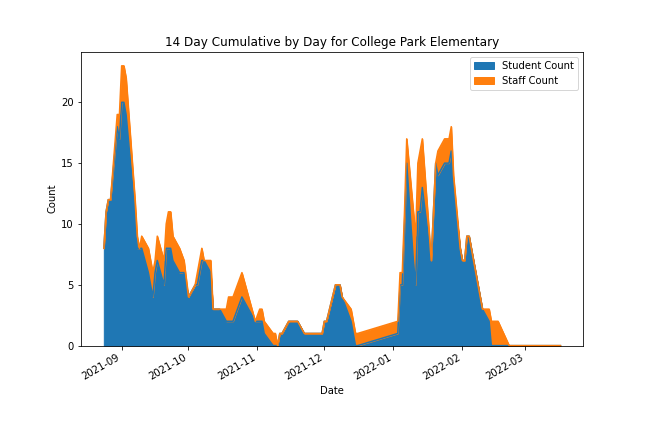 14 Day Cumulative by Day for College Park Elementary
Student Count
Staff Count
20
15
10
5
0
Count
2021-09
2021-10
2021-11
2021-12
2022-01
2022-02
2022-03
Date